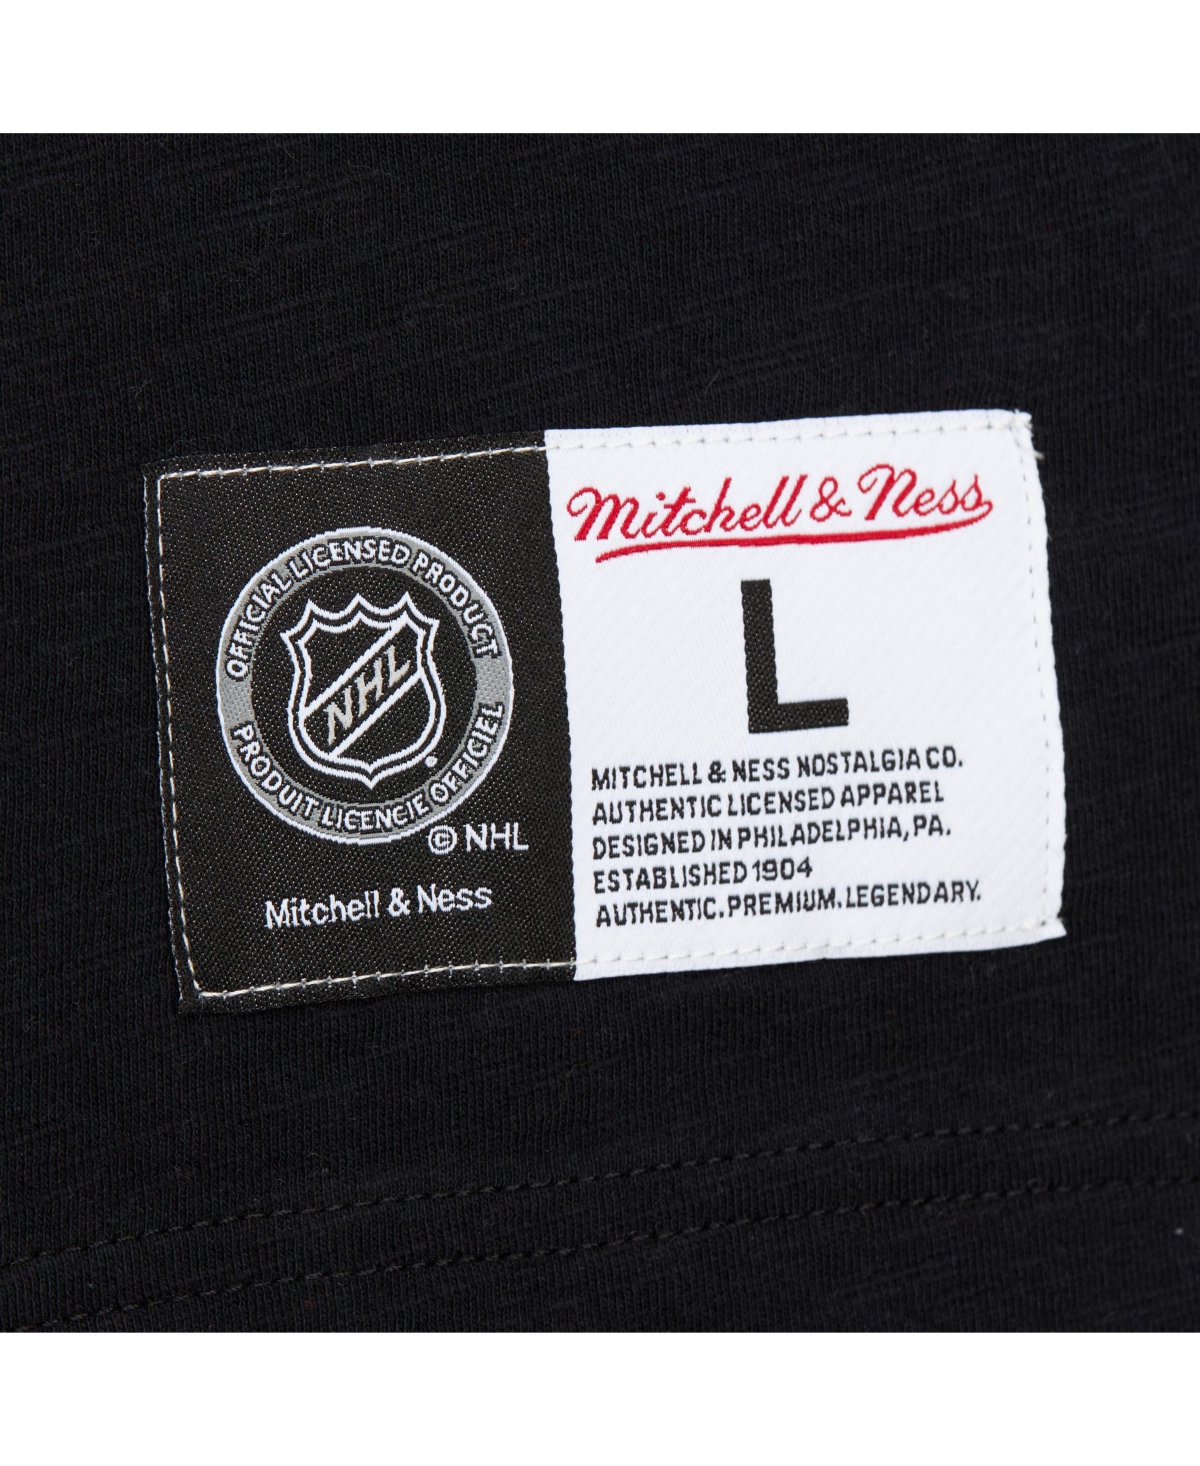 OFFICIAL LICENSED PRODUCT
NHL
PRODUIT LICENCIE OFFICIEL
© NHL
Mitchell & Ness
Mitchell & Ness
L
MITCHELL & NESS NOSTALGIA CO.
AUTHENTIC LICENSED APPAREL
DESIGNED IN PHILADELPHIA, PA.
ESTABLISHED 1904
AUTHENTIC. PREMIUM. LEGENDARY.